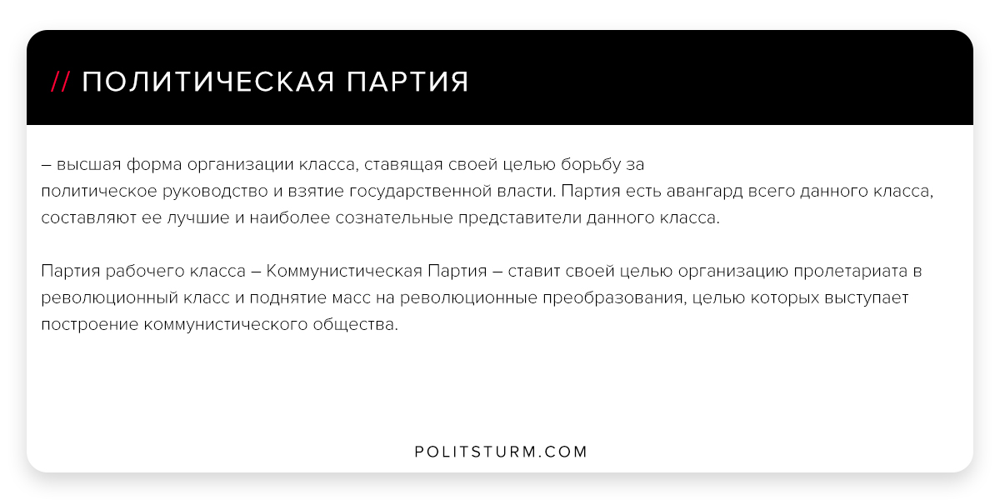 // ПОЛИТИЧЕСКАЯ ПАРТИЯ
– высшая форма организации класса, ставящая своей целью борьбу за
политическое руководство и взятие государственной власти. Партия есть авангард всего данного класса,
составляют ее лучшие и наиболее сознательные представители данного класса.
Партия рабочего класса – Коммунистическая Партия – ставит своей целью организацию пролетариата в
революционный класс и поднятие масс на революционные преобразования, целью которых выступает
построение коммунистического общества.
POLITSTURM.COM